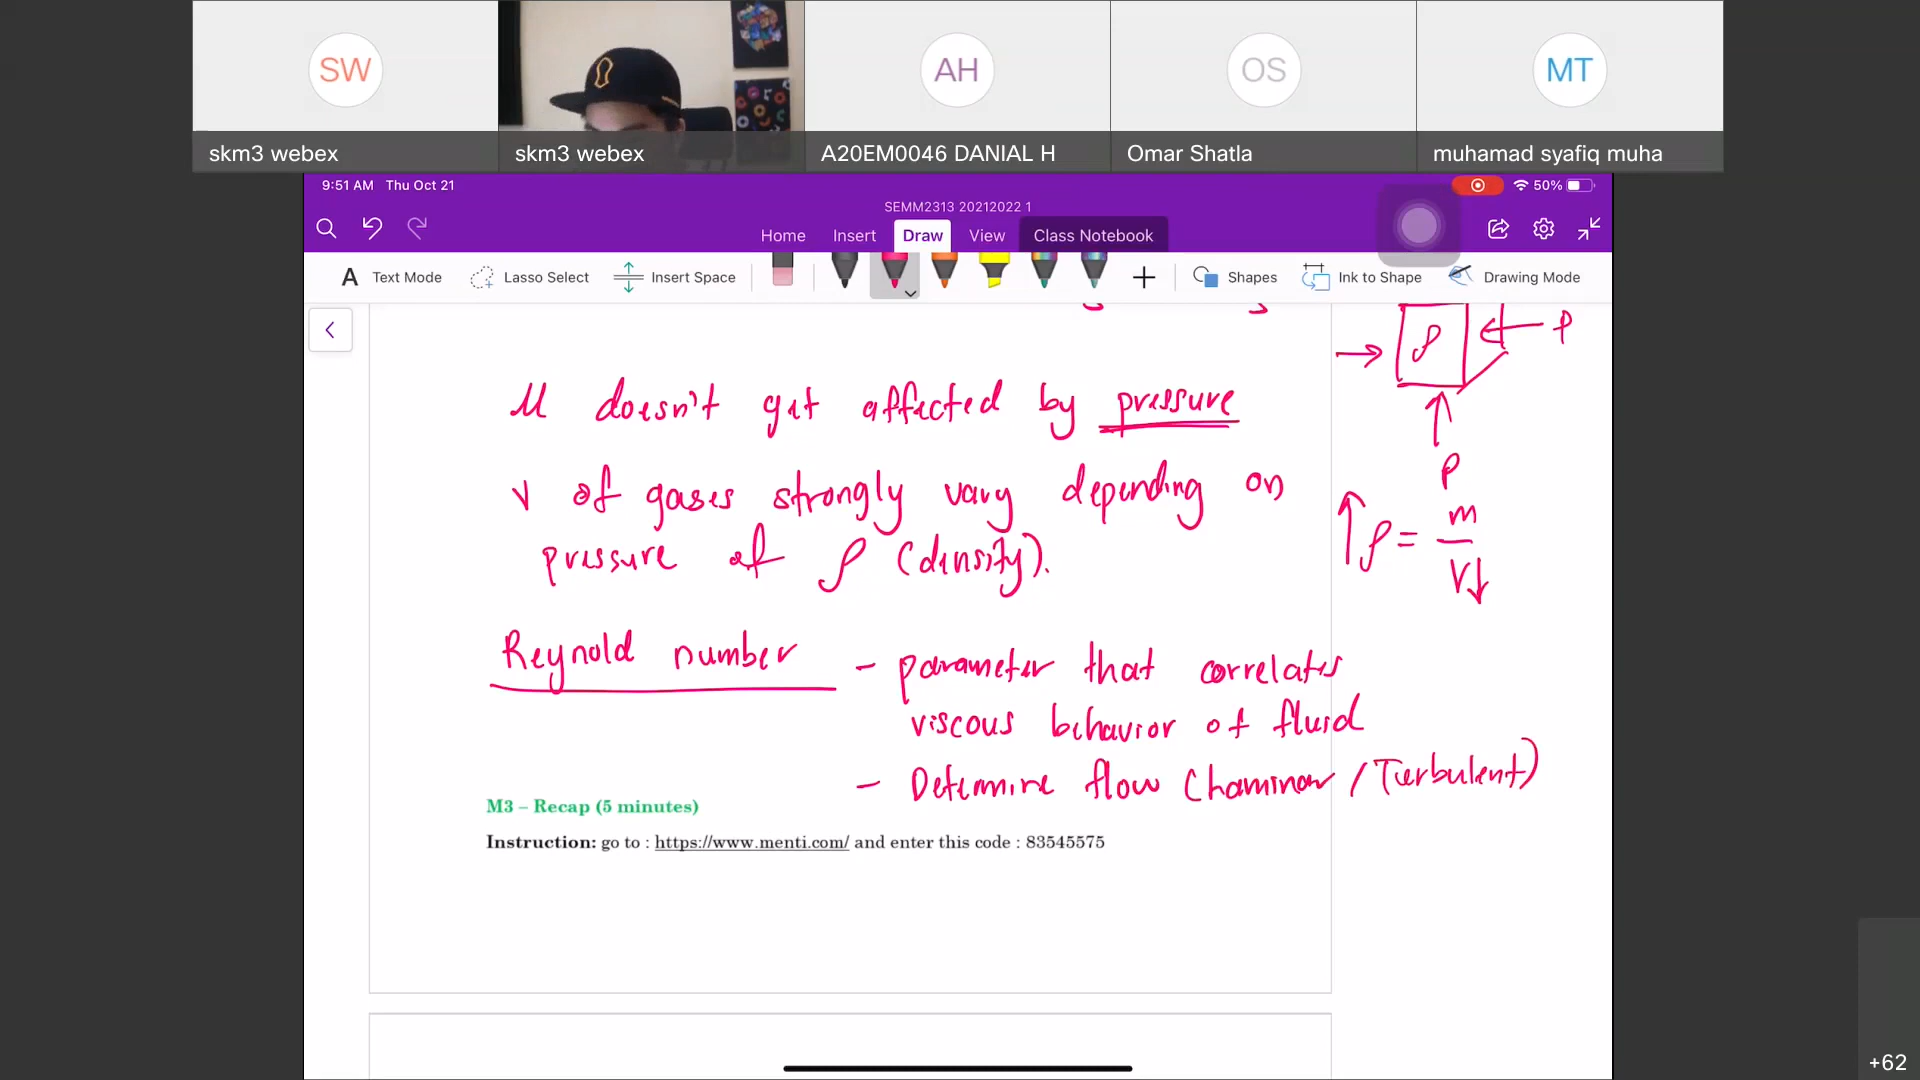 SW
AH
OS
MT
skm3 webex
skm3 webex
A20EM0046 DANIAL H
Omar Shatla
muhamad syafiq muha
9:51 AM Thu Oct 21
50%
SEMM2313 20212022 1
Home Insert Draw View Class Notebook
A Text Mode Lasso Select Insert Space Shapes Ink to Shape Drawing Mode
ρ
P
μ doesn't get affected by pressure
P
ν of gases strongly vary depending on
pressure of ρ (density).
↑ρ = m
V↓
Reynold number - parameter that correlates
viscous behavior of fluid
- Determine flow (Laminar / Turbulent)
M3 – Recap (5 minutes)
Instruction: go to : https://www.menti.com/ and enter this code : 83545575
+62